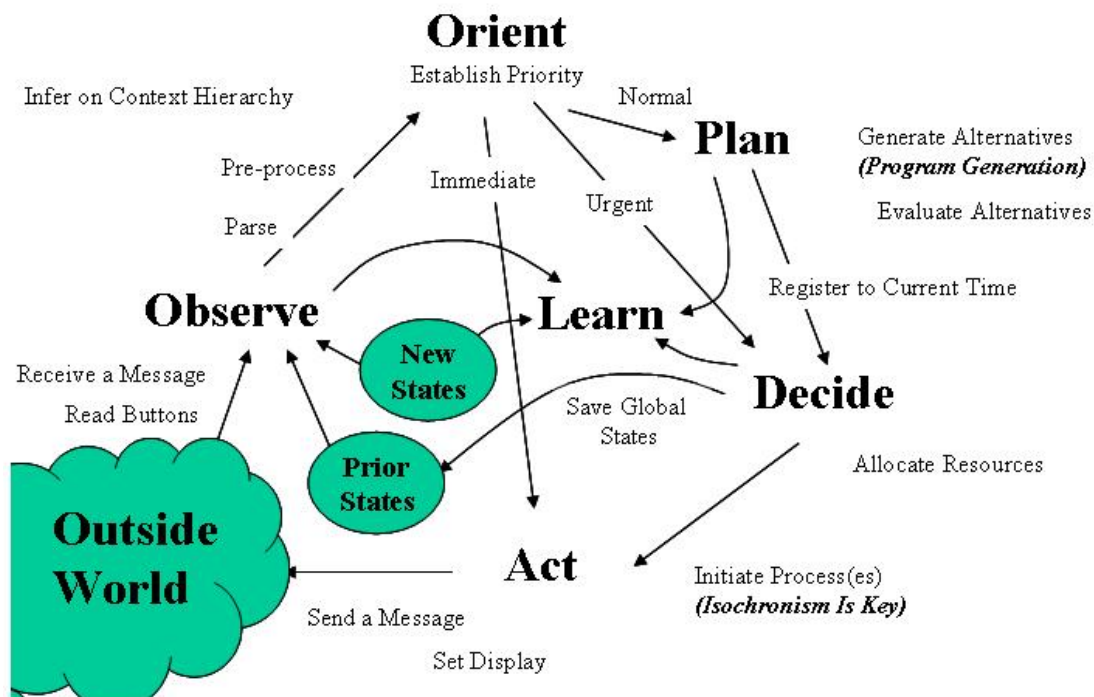 Orient
Establish Priority
Infer on Context Hierarchy
Normal
Plan
Generate Alternatives
(Program Generation)
Pre-process
Immediate
Urgent
Evaluate Alternatives
Parse
Register to Current Time
Observe
Learn
New
States
Receive a Message
Read Buttons
Decide
Save Global
States
Prior
States
Allocate Resources
Outside
World
Act
Initiate Process(es)
(Isochronism Is Key)
Send a Message
Set Display